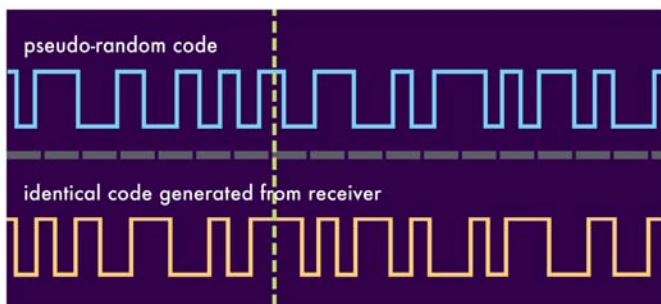 pseudo-random code
identical code generated from receiver